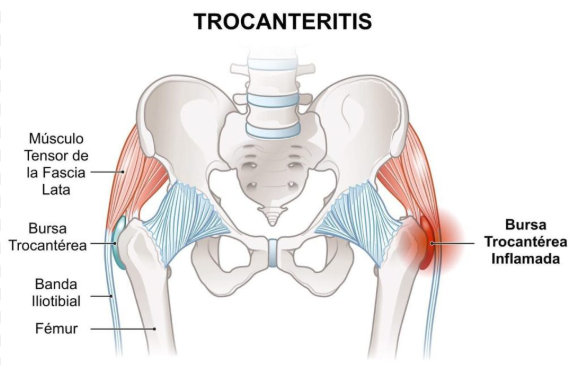 TROCANTERITIS
Músculo
Tensor de
la Fascia
Lata
Bursa
Trocantérea
Banda
Iliotibial
Fémur
Bursa
Trocantérea
Inflamada